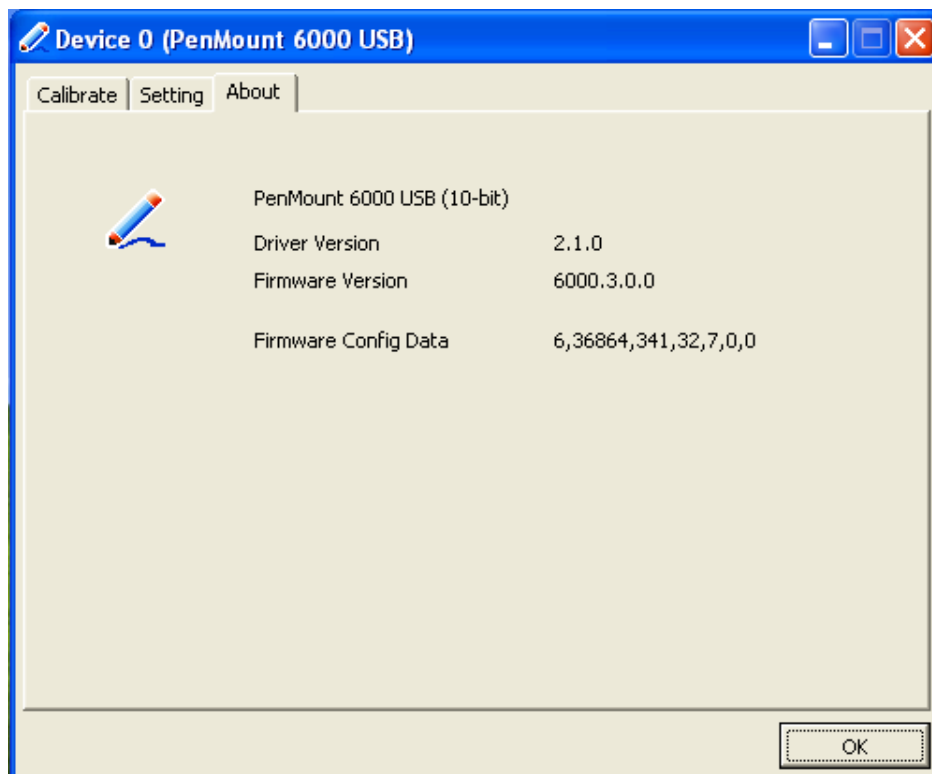 Device 0 (PenMount 6000 USB)
Calibrate Setting About
PenMount 6000 USB (10-bit)
Driver Version 2.1.0
Firmware Version 6000.3.0.0
Firmware Config Data 6,36864,341,32,7,0,0
OK